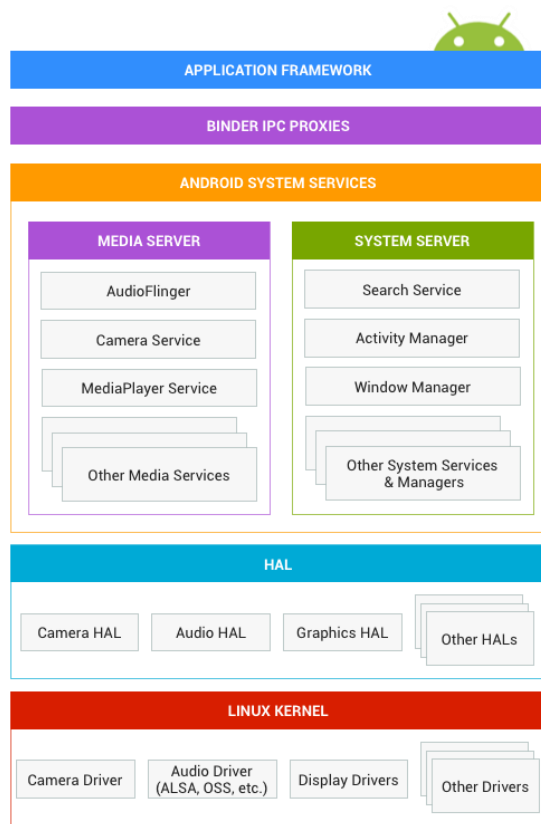 APPLICATION FRAMEWORK
BINDER IPC PROXIES
ANDROID SYSTEM SERVICES
MEDIA SERVER
AudioFlinger
Camera Service
MediaPlayer Service
Other Media Services
SYSTEM SERVER
Search Service
Activity Manager
Window Manager
Other System Services
& Managers
HAL
Camera HAL
Audio HAL
Graphics HAL
Other HALs
LINUX KERNEL
Camera Driver
Audio Driver
(ALSA, OSS, etc.)
Display Drivers
Other Drivers